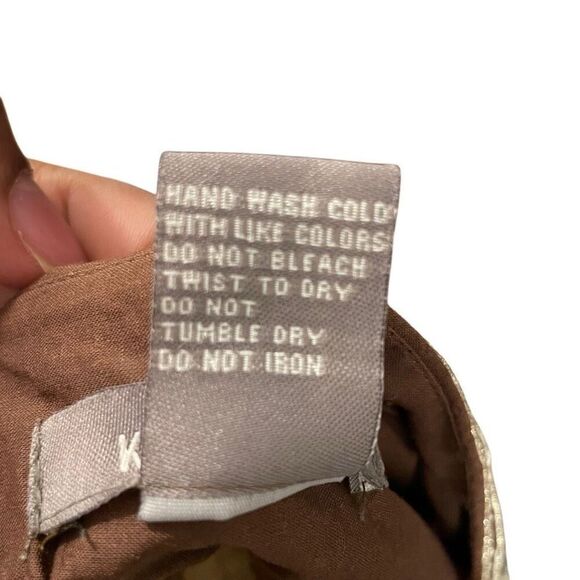 HAND WASH COLD
WITH LIKE COLORS
DO NOT BLEACH
TWIST TO DRY
DO NOT
TUMBLE DRY
DO NOT IRON
K